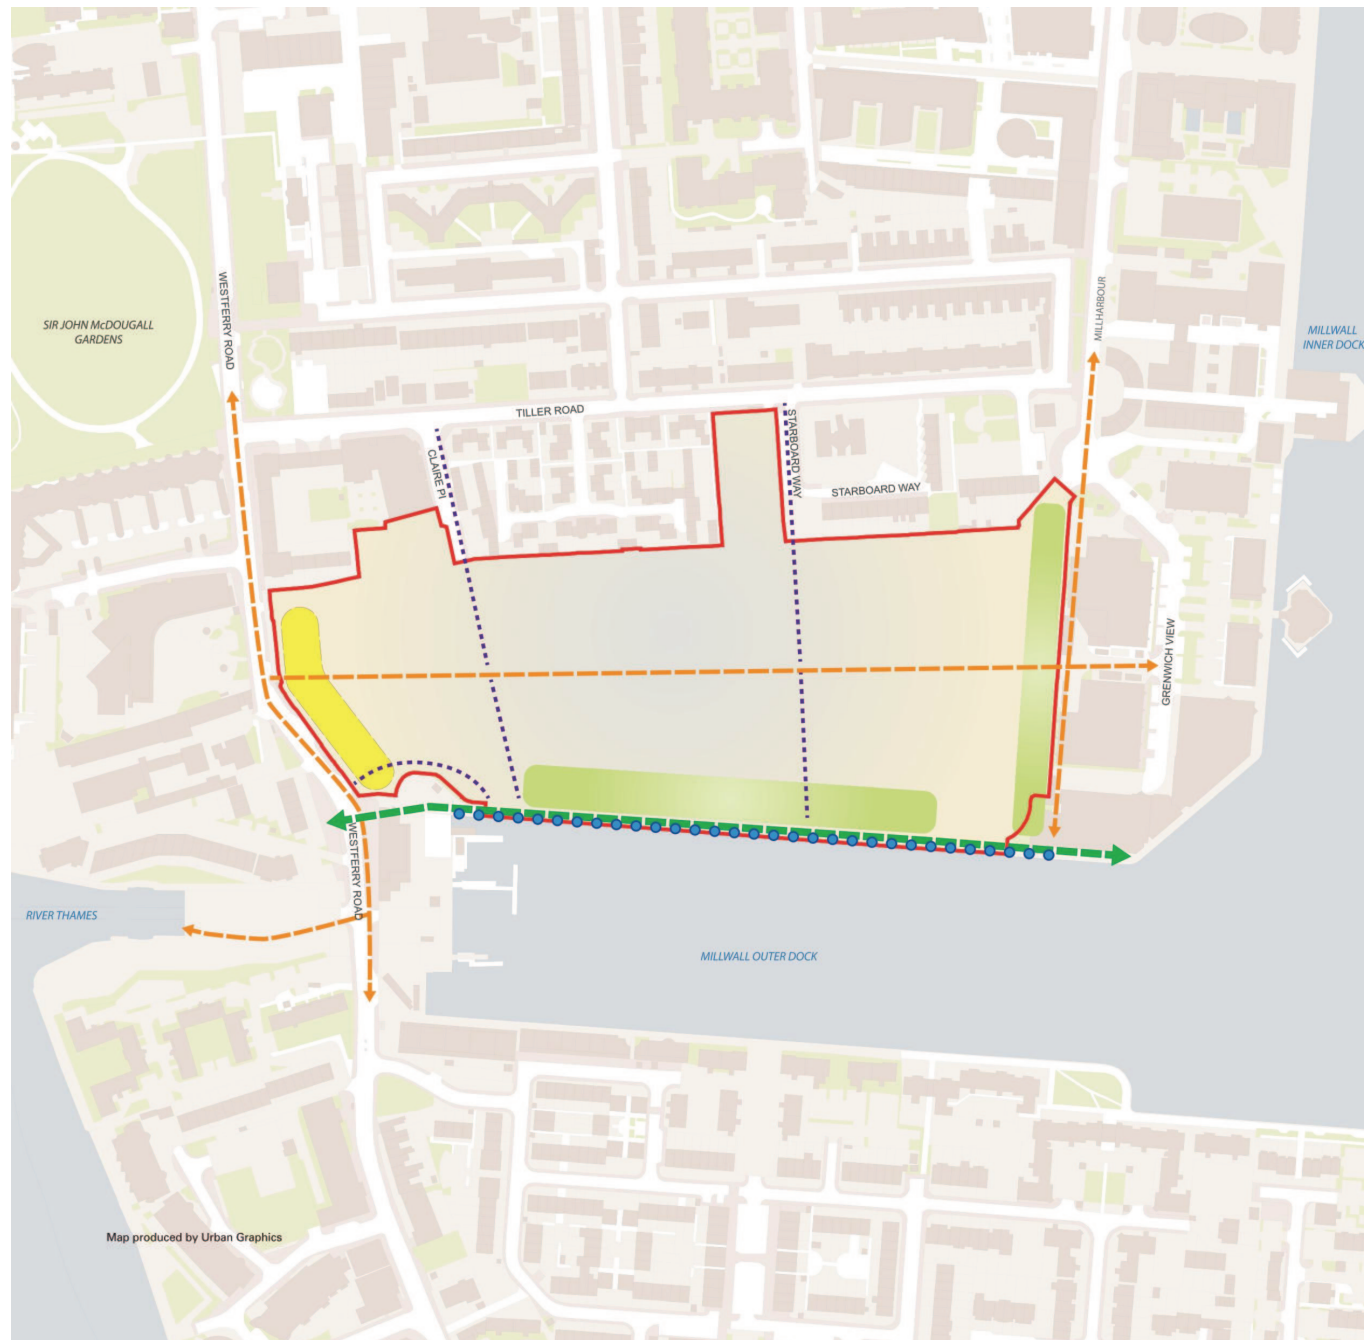 WESTFERRY ROAD
MILLHARBOUR
SIR JOHN McDOUGALL
GARDENS
MILLWALL
INNER DOCK
TILLER ROAD
CLAIRE PI
STARBOARD WAY
STARBOARD WAY
GRENWICH VIEW
WESTFERRY ROAD
RIVER THAMES
MILLWALL OUTER DOCK
Map produced by Urban Graphics